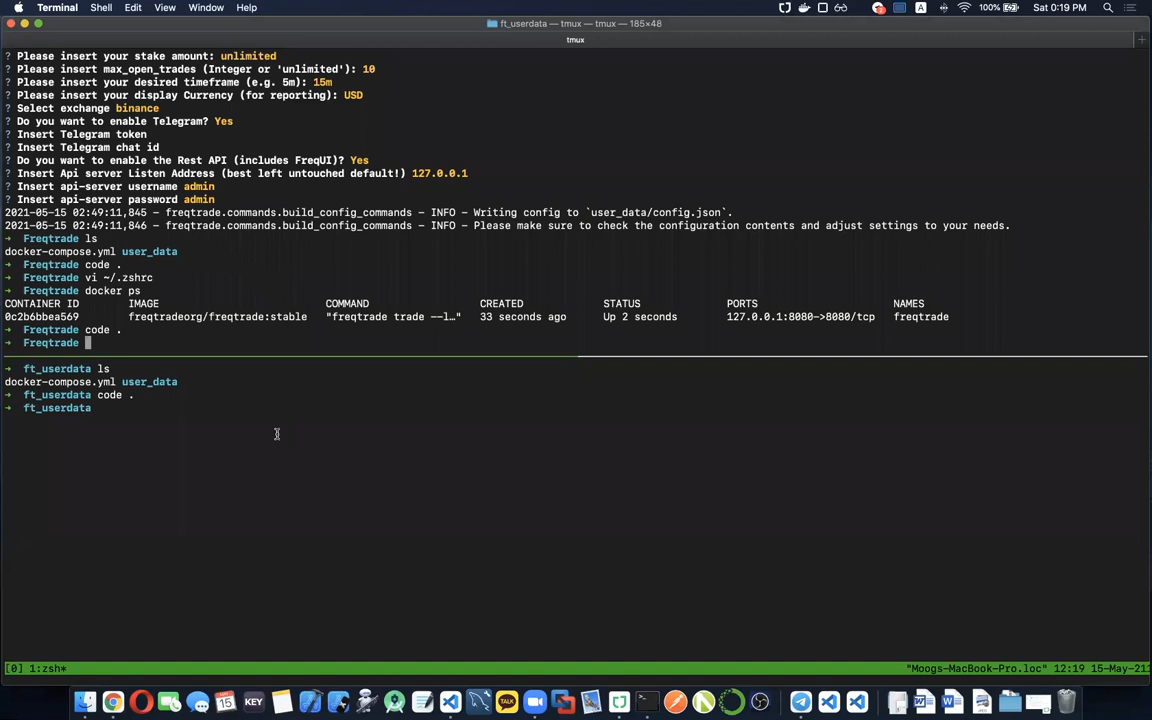 Terminal Shell Edit View Window Help 100% Sat 0:19 PM
ft_userdata — tmux — tmux — 185×48
tmux
? Please insert your stake amount: unlimited
? Please insert max_open_trades (Integer or 'unlimited'): 10
? Please insert your desired timeframe (e.g. 5m): 15m
? Please insert your display Currency (for reporting): USD
? Select exchange binance
? Do you want to enable Telegram? Yes
? Insert Telegram token
? Insert Telegram chat id
? Do you want to enable the Rest API (includes FreqUI)? Yes
? Insert Api server Listen Address (best left untouched default!) 127.0.0.1
? Insert api-server username admin
? Insert api-server password admin
2021-05-15 02:49:11,845 - freqtrade.commands.build_config_commands - INFO - Writing config to `user_data/config.json`.
2021-05-15 02:49:11,846 - freqtrade.commands.build_config_commands - INFO - Please make sure to check the configuration contents and adjust settings to your needs.
➜ Freqtrade ls
docker-compose.yml user_data
➜ Freqtrade code .
➜ Freqtrade vi ~/.zshrc
➜ Freqtrade docker ps
CONTAINER ID IMAGE COMMAND CREATED STATUS PORTS NAMES
0c2b6bbea569 freqtradeorg/freqtrade:stable "freqtrade trade --l…" 33 seconds ago Up 2 seconds 127.0.0.1:8080->8080/tcp freqtrade
➜ Freqtrade code .
➜ Freqtrade
➜ ft_userdata ls
docker-compose.yml user_data
➜ ft_userdata code .
➜ ft_userdata
[0] 1:zsh* "Moogs-MacBook-Pro.loc" 12:19 15-May-21
15 KEY TALK